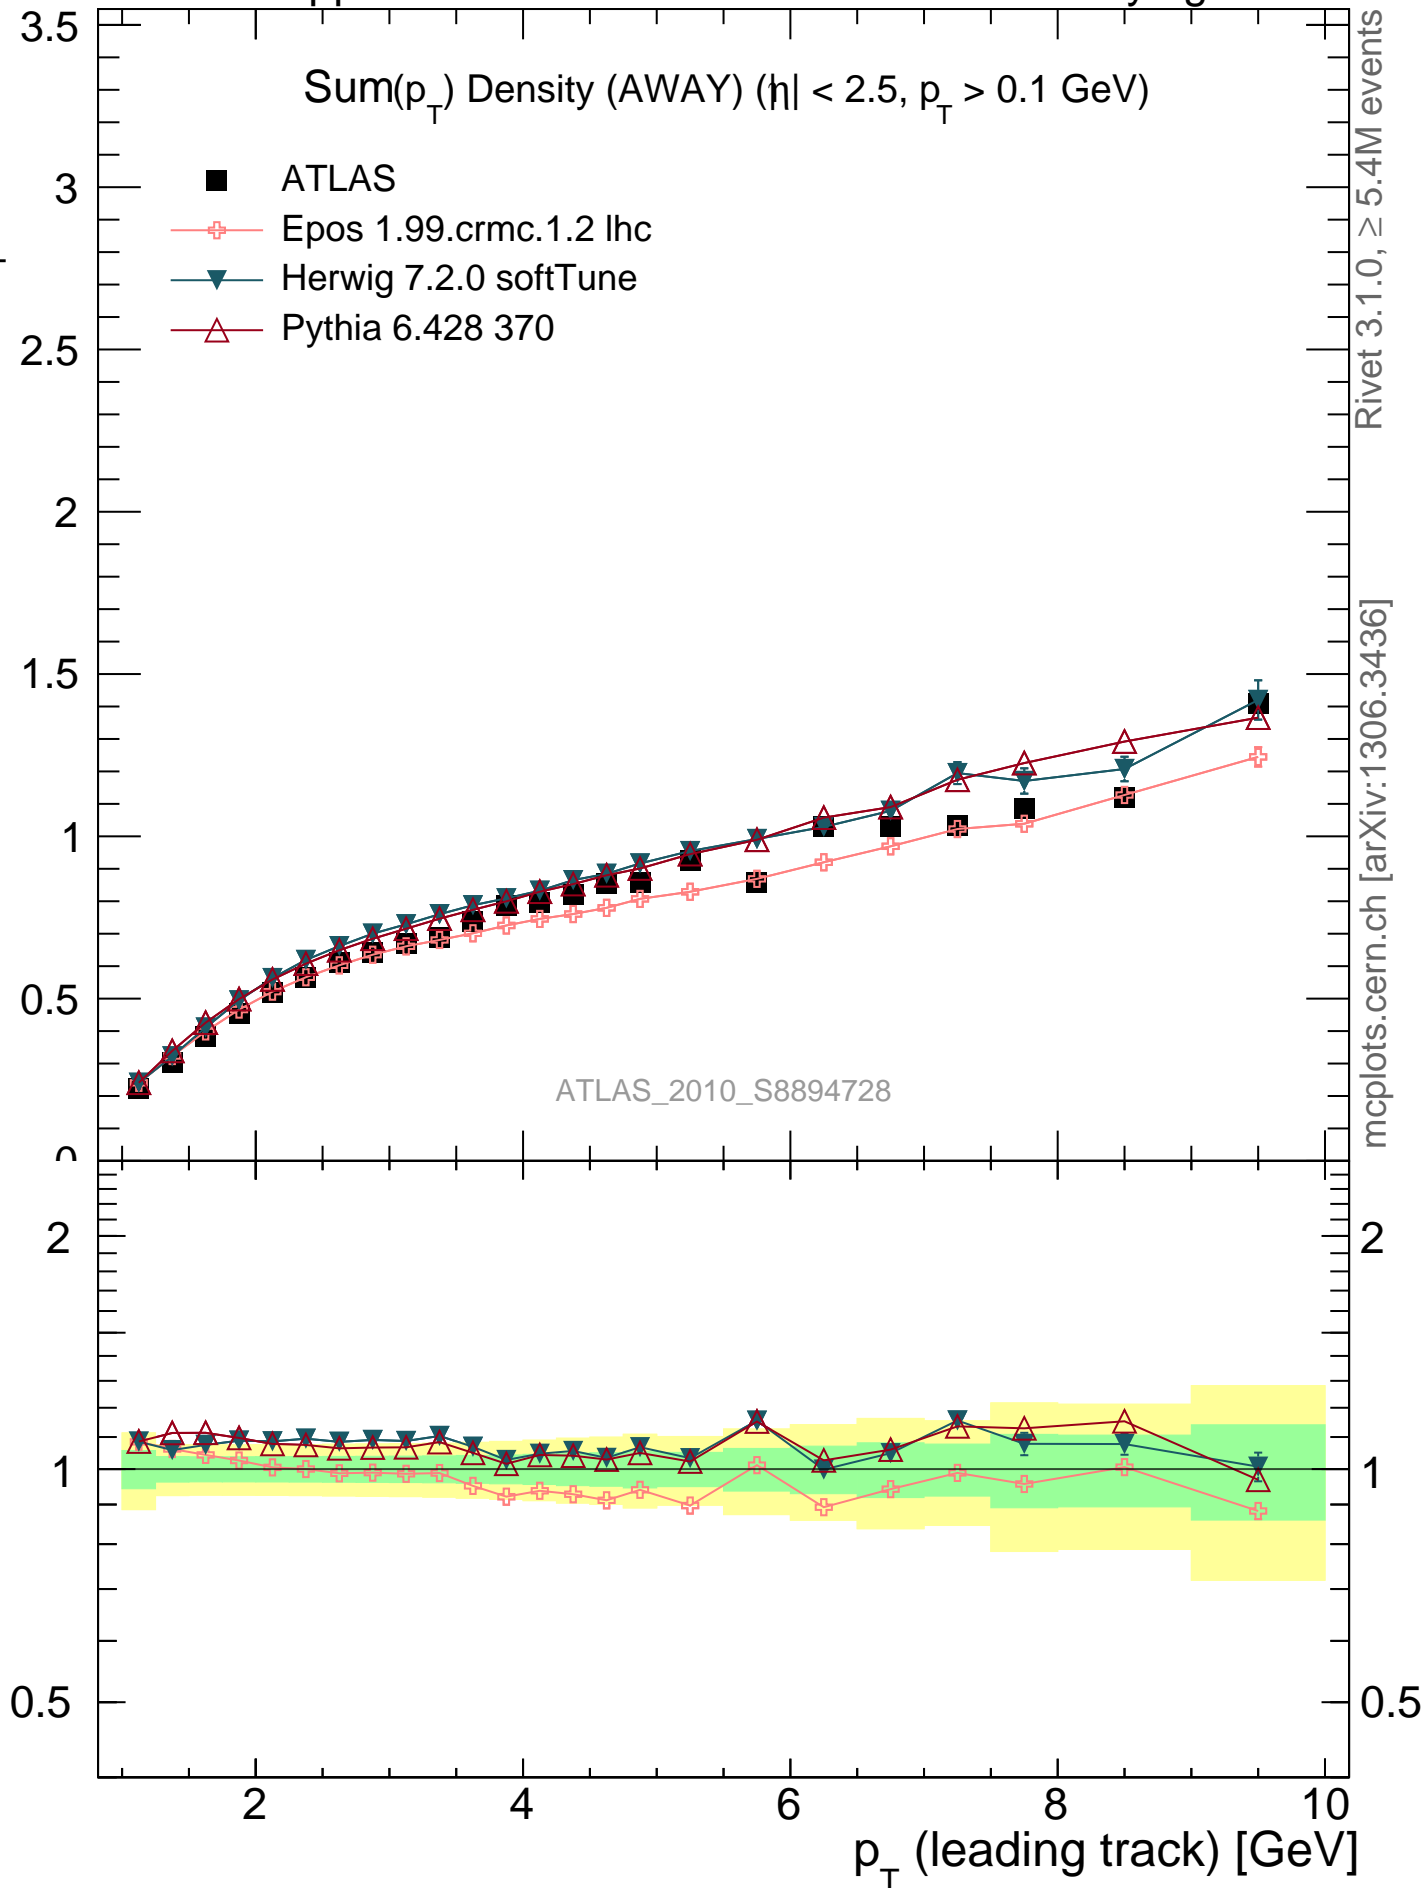 3.5
Sum(p_T) Density (AWAY) (|η| < 2.5, p_T > 0.1 GeV)
ATLAS
Epos 1.99.crmc.1.2 lhc
Herwig 7.2.0 softTune
Pythia 6.428 370
3
2.5
2
1.5
1
0.5
0
ATLAS_2010_S8894728
Rivet 3.1.0, ≥ 5.4M events
mcplots.cern.ch [arXiv:1306.3436]
2
1
0.5
2
1
0.5
2
4
6
8
10
p_T (leading track) [GeV]